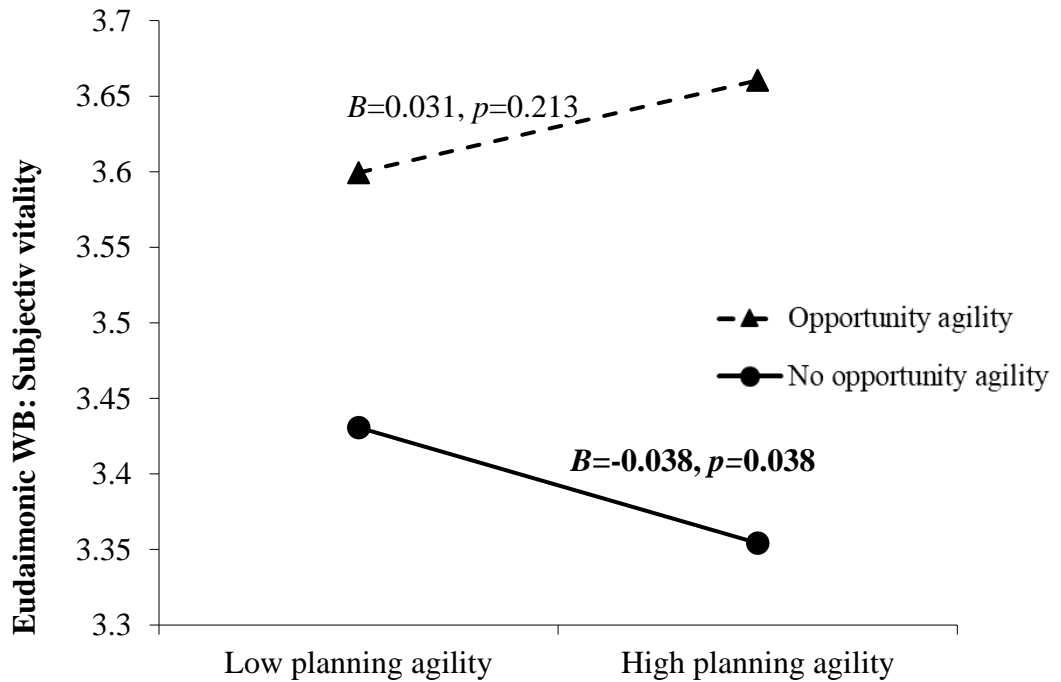 3.7
3.65
3.6
3.55
3.5
3.45
3.4
3.35
3.3
Eudaimonic WB: Subjectiv vitality
B=0.031, p=0.213
Opportunity agility
No opportunity agility
B=-0.038, p=0.038
Low planning agility
High planning agility